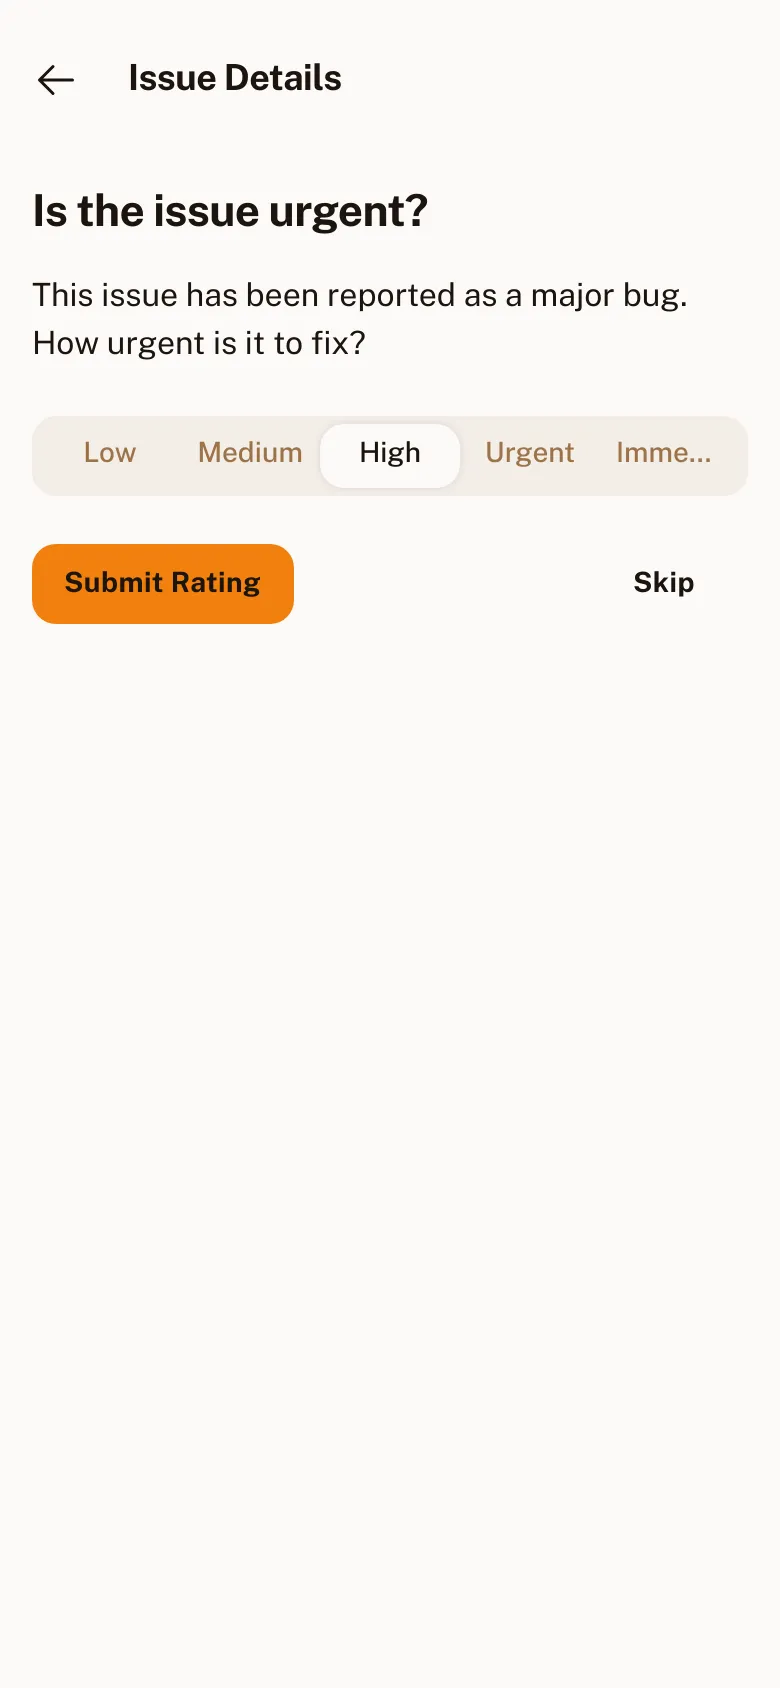 Issue Details
Is the issue urgent?
This issue has been reported as a major bug.
How urgent is it to fix?
Low Medium High Urgent Imme...
Submit Rating Skip